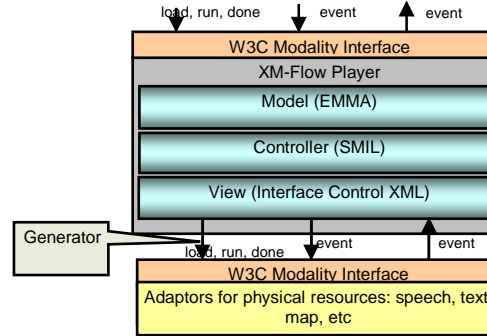 load, run, done event event
W3C Modality Interface
XM-Flow Player
Model (EMMA)
Controller (SMIL)
View (Interface Control XML)
Generator
load, run, done event event
W3C Modality Interface
Adaptors for physical resources: speech, text
map, etc